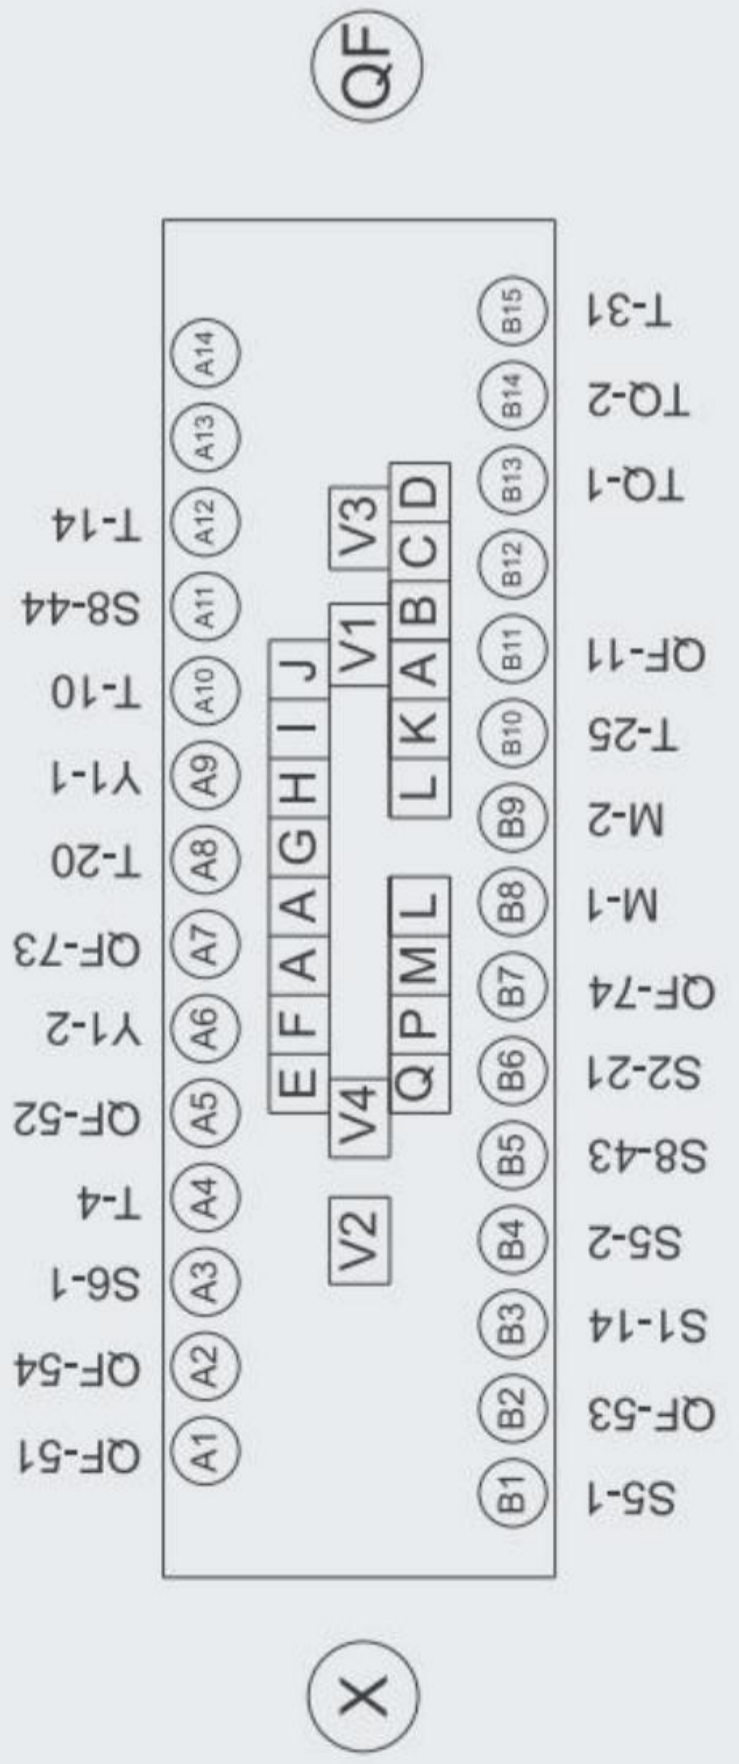 QF
A14
A13
T-14 A12
S8-44 A11
T-10 A10
Y1-1 A9
T-20 A8
QF-73 A7
Y1-2 A6
QF-52 A5
T-4 A4
S6-1 A3
QF-54 A2
QF-51 A1
E F A A G H I J
V2 V4 V1 V3
Q P M L L K A B C D
B15 T-31
B14 TQ-2
B13 TQ-1
B12
B11 QF-11
B10 T-25
B9 M-2
B8 M-1
B7 QF-74
B6 S2-21
B5 S8-43
B4 S5-2
B3 S1-14
B2 QF-53
B1 S5-1
X